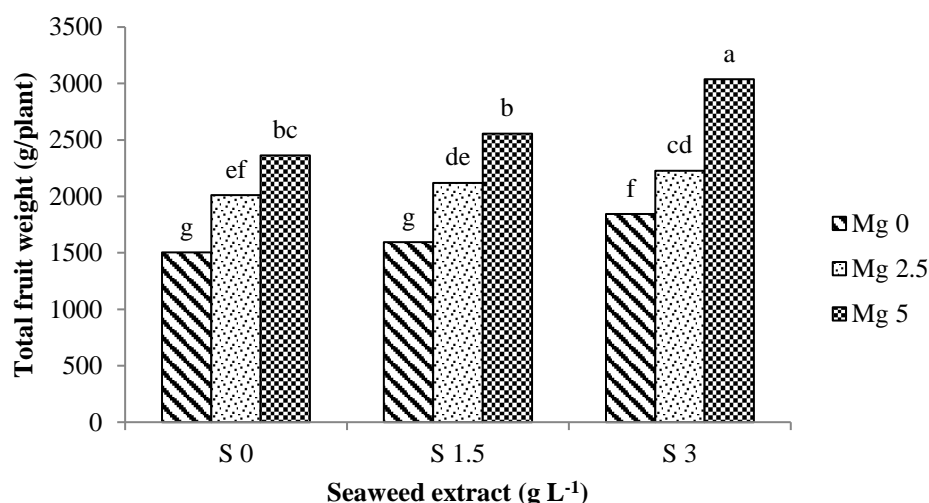 Total fruit weight (g/plant)
3500
3000
2500
2000
1500
1000
500
0
g
ef
bc
g
de
b
f
cd
a
S 0
S 1.5
S 3
Seaweed extract (g L⁻¹)
Mg 0
Mg 2.5
Mg 5